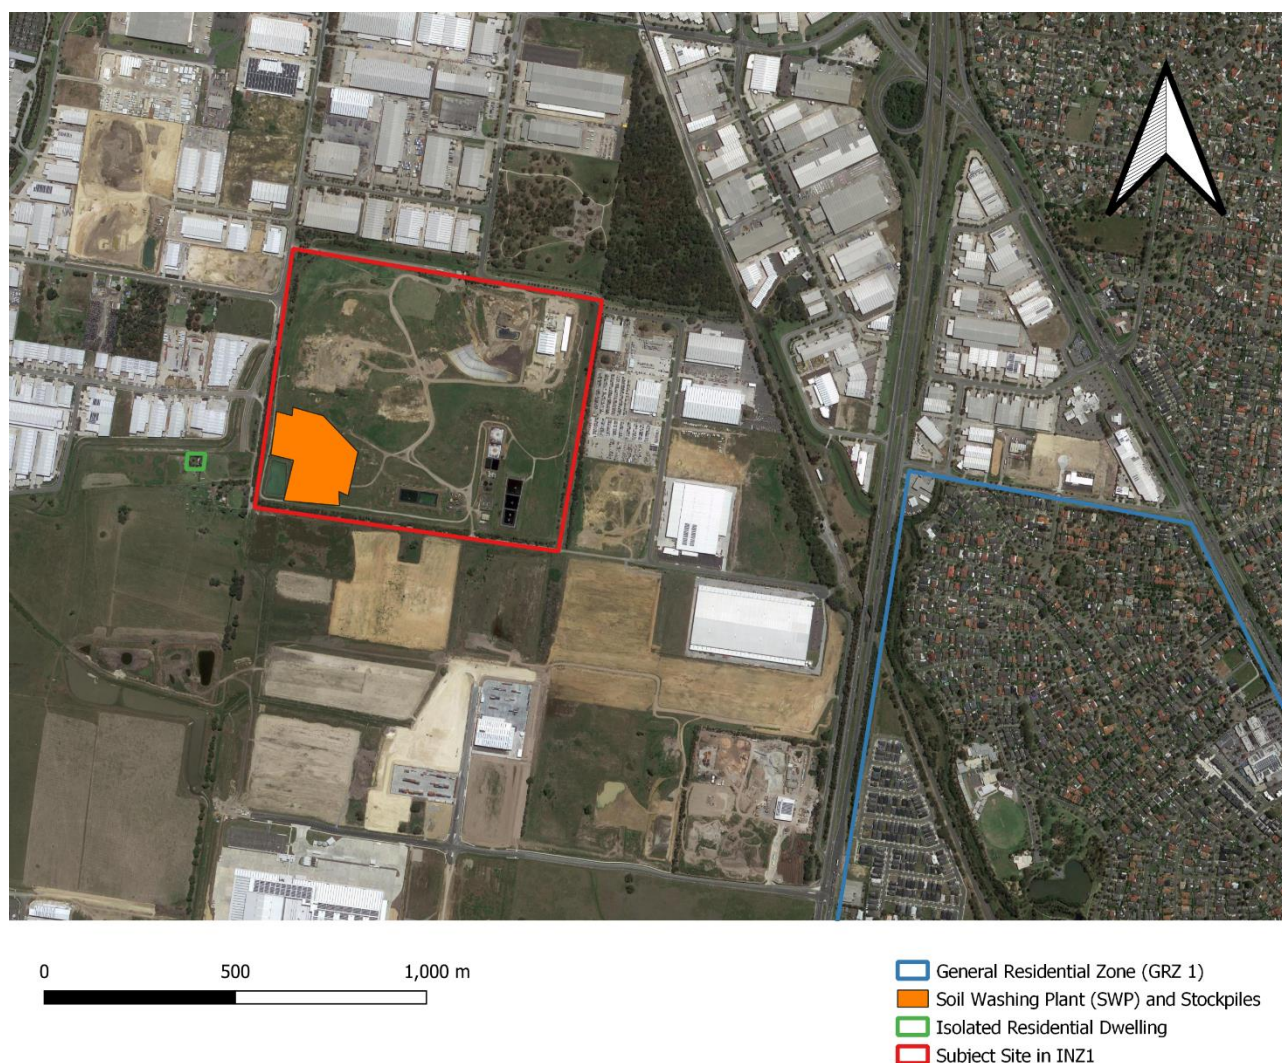 0 500 1,000 m
General Residential Zone (GRZ 1)
Soil Washing Plant (SWP) and Stockpiles
Isolated Residential Dwelling
Subject Site in INZ1